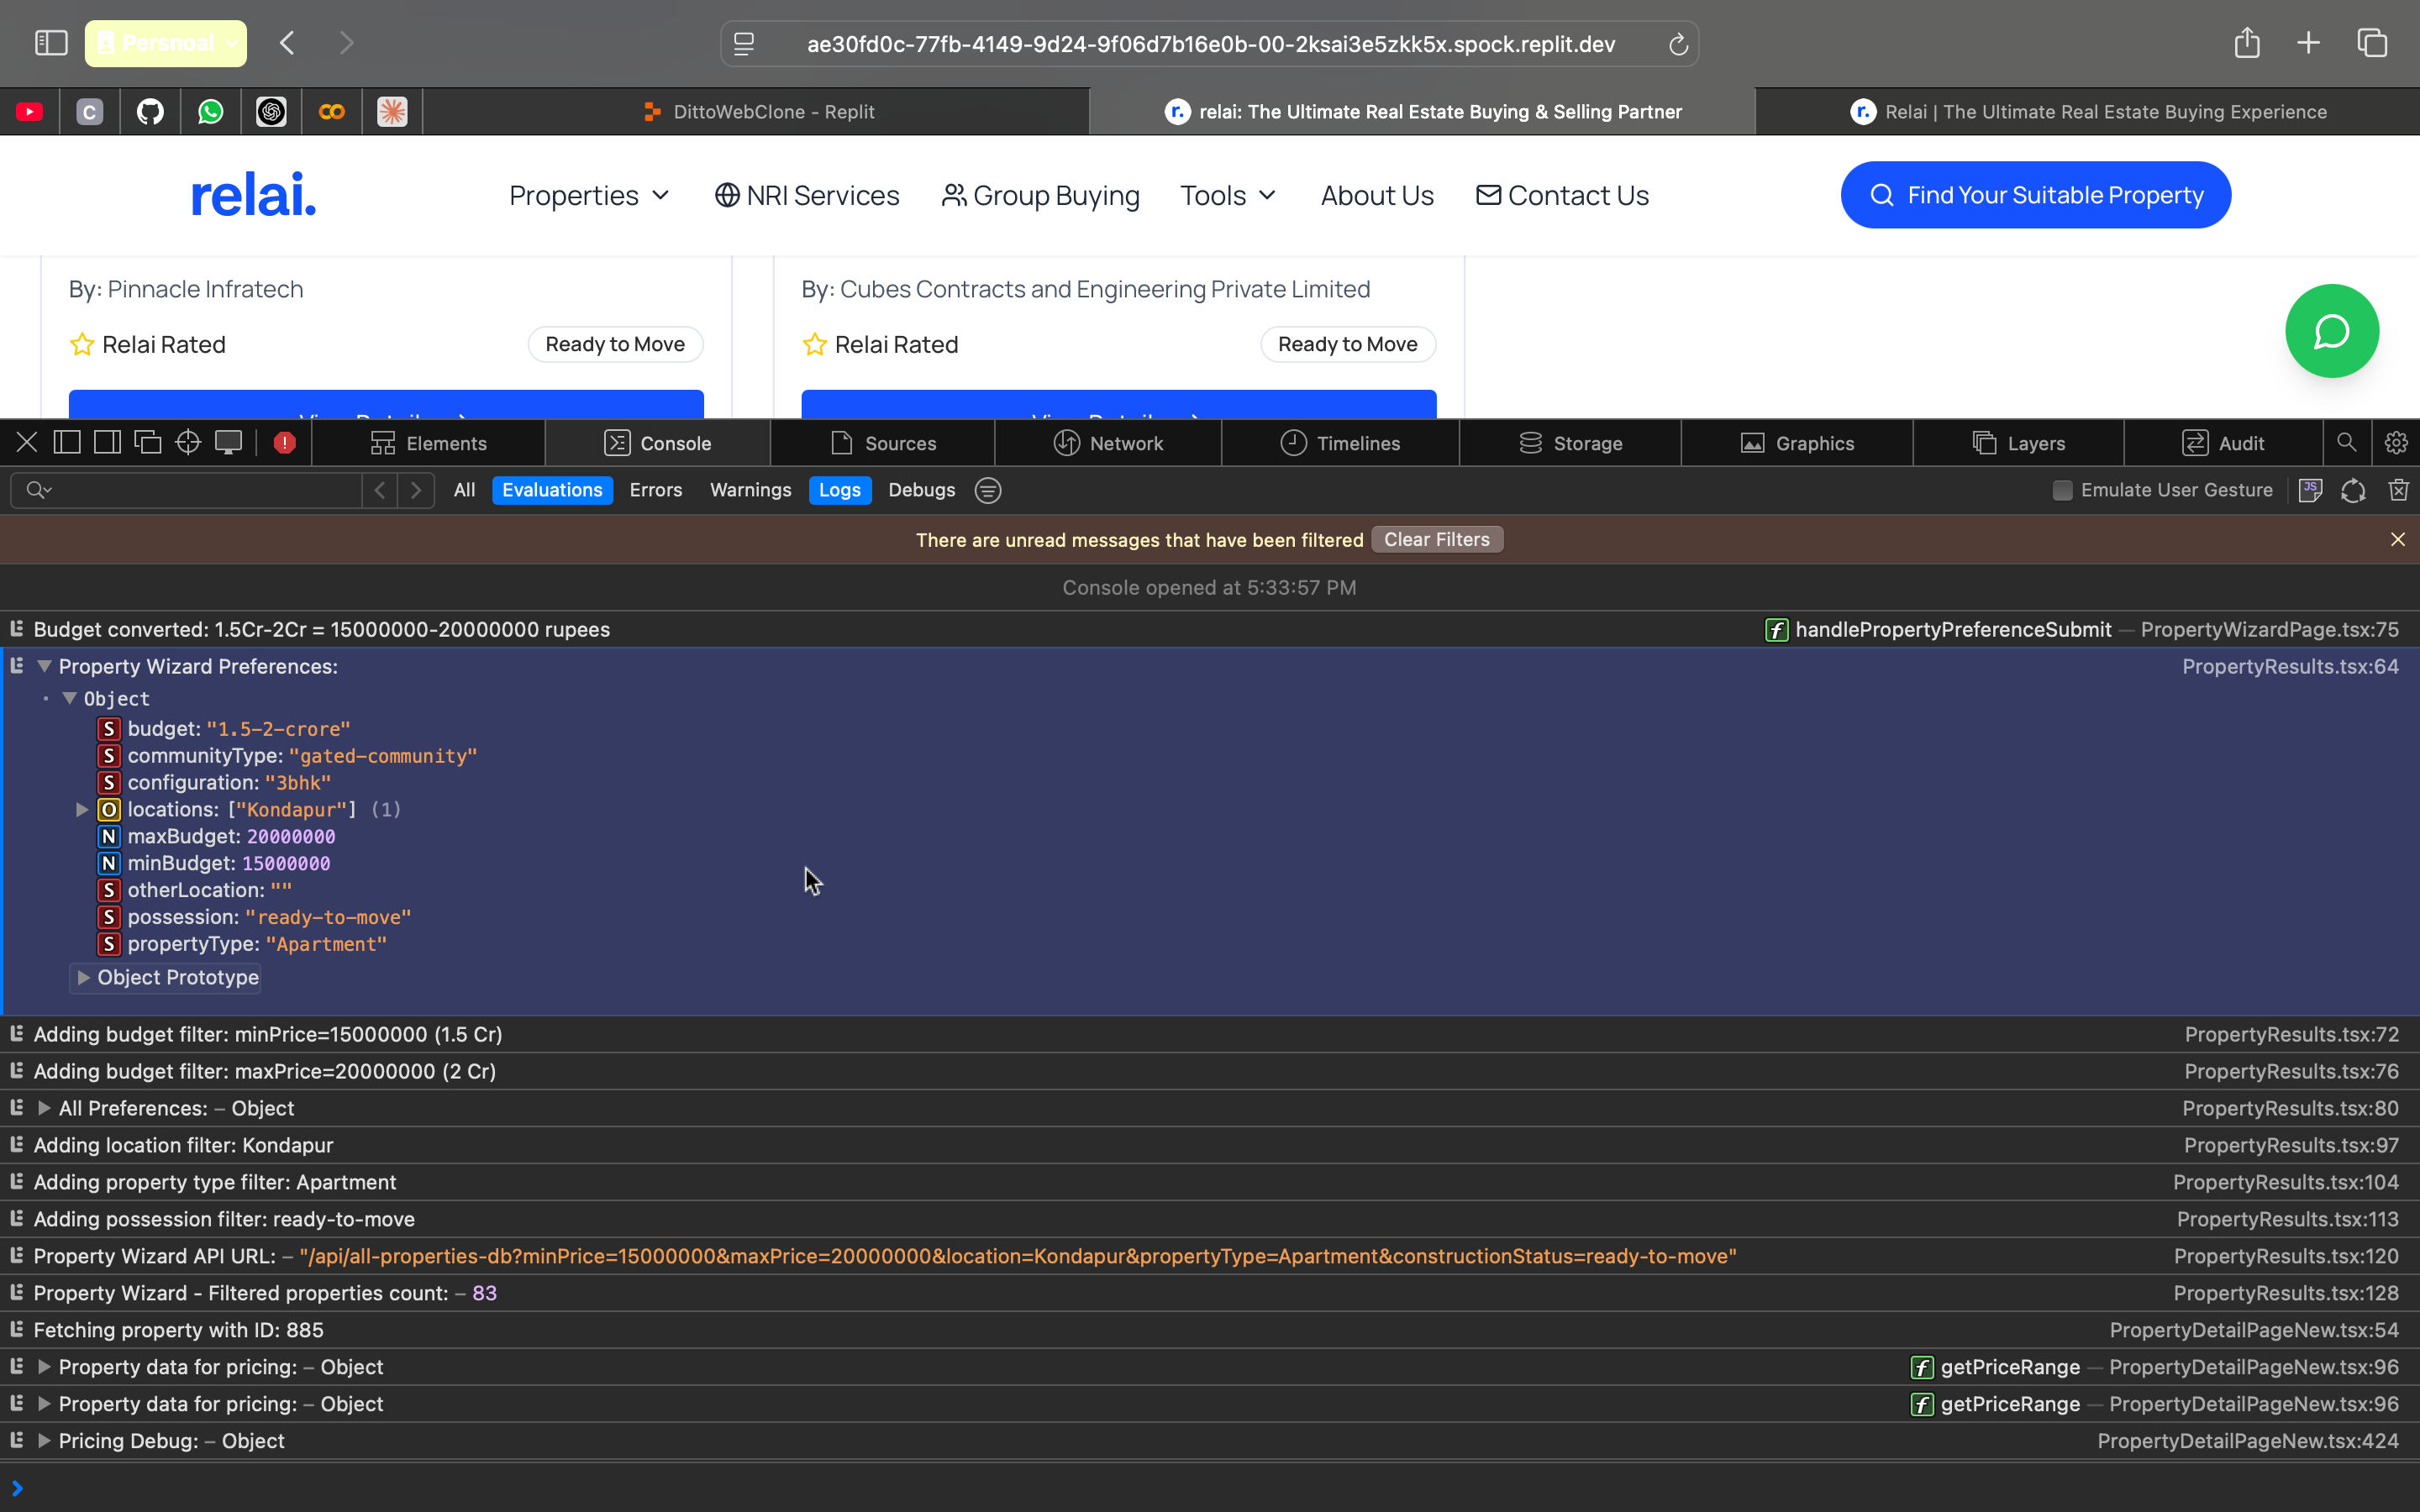 Persnoal
ae30fd0c-77fb-4149-9d24-9f06d7b16e0b-00-2ksai3e5zkk5x.spock.replit.dev
C
DittoWebClone - Replit
r. relai: The Ultimate Real Estate Buying & Selling Partner
r. Relai | The Ultimate Real Estate Buying Experience
relai.
Properties
NRI Services
Group Buying
Tools
About Us
Contact Us
Find Your Suitable Property
By: Pinnacle Infratech
By: Cubes Contracts and Engineering Private Limited
Relai Rated
Ready to Move
Relai Rated
Ready to Move
View Details
View Details
Elements
Console
Sources
Network
Timelines
Storage
Graphics
Layers
Audit
All
Evaluations
Errors
Warnings
Logs
Debugs
Emulate User Gesture
JS
There are unread messages that have been filtered Clear Filters
Console opened at 5:33:57 PM
Budget converted: 1.5Cr-2Cr = 15000000-20000000 rupees
f handlePropertyPreferenceSubmit — PropertyWizardPage.tsx:75
Property Wizard Preferences:
PropertyResults.tsx:64
Object
S budget: "1.5-2-crore"
S communityType: "gated-community"
S configuration: "3bhk"
O locations: ["Kondapur"] (1)
N maxBudget: 20000000
N minBudget: 15000000
S otherLocation: ""
S possession: "ready-to-move"
S propertyType: "Apartment"
Object Prototype
Adding budget filter: minPrice=15000000 (1.5 Cr)
PropertyResults.tsx:72
Adding budget filter: maxPrice=20000000 (2 Cr)
PropertyResults.tsx:76
All Preferences: – Object
PropertyResults.tsx:80
Adding location filter: Kondapur
PropertyResults.tsx:97
Adding property type filter: Apartment
PropertyResults.tsx:104
Adding possession filter: ready-to-move
PropertyResults.tsx:113
Property Wizard API URL: – "/api/all-properties-db?minPrice=15000000&maxPrice=20000000&location=Kondapur&propertyType=Apartment&constructionStatus=ready-to-move"
PropertyResults.tsx:120
Property Wizard - Filtered properties count: – 83
PropertyResults.tsx:128
Fetching property with ID: 885
PropertyDetailPageNew.tsx:54
Property data for pricing: – Object
f getPriceRange — PropertyDetailPageNew.tsx:96
Property data for pricing: – Object
f getPriceRange — PropertyDetailPageNew.tsx:96
Pricing Debug: – Object
PropertyDetailPageNew.tsx:424